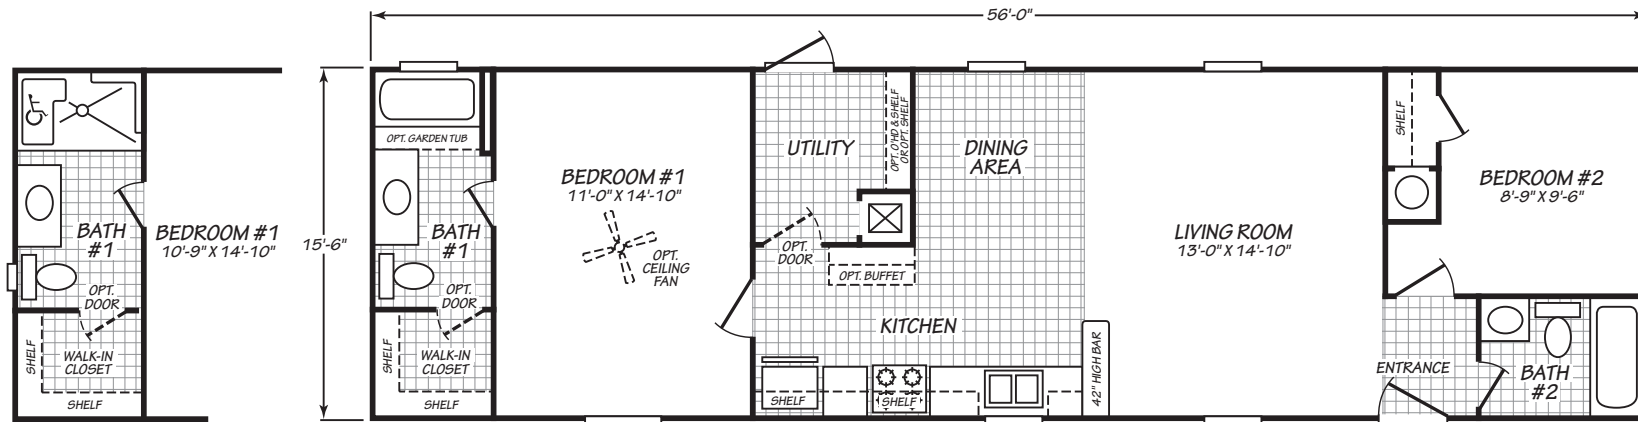 56'-0"
BATH
#1
BEDROOM #1
10'-9" X 14'-10"
OPT.
DOOR
WALK-IN
CLOSET
SHELF
SHELF
15'-6"
OPT. GARDEN TUB
BATH
#1
OPT.
DOOR
WALK-IN
CLOSET
SHELF
SHELF
BEDROOM #1
11'-0" X 14'-10"
OPT.
CEILING
FAN
UTILITY
OPT. O'HD & SHELF
OR OPT. SHELF
OPT.
DOOR
OPT. BUFFET
DINING
AREA
KITCHEN
SHELF
SHELF
42" HIGH BAR
LIVING ROOM
13'-0" X 14'-10"
SHELF
BEDROOM #2
8'-9" X 9'-6"
ENTRANCE
BATH
#2